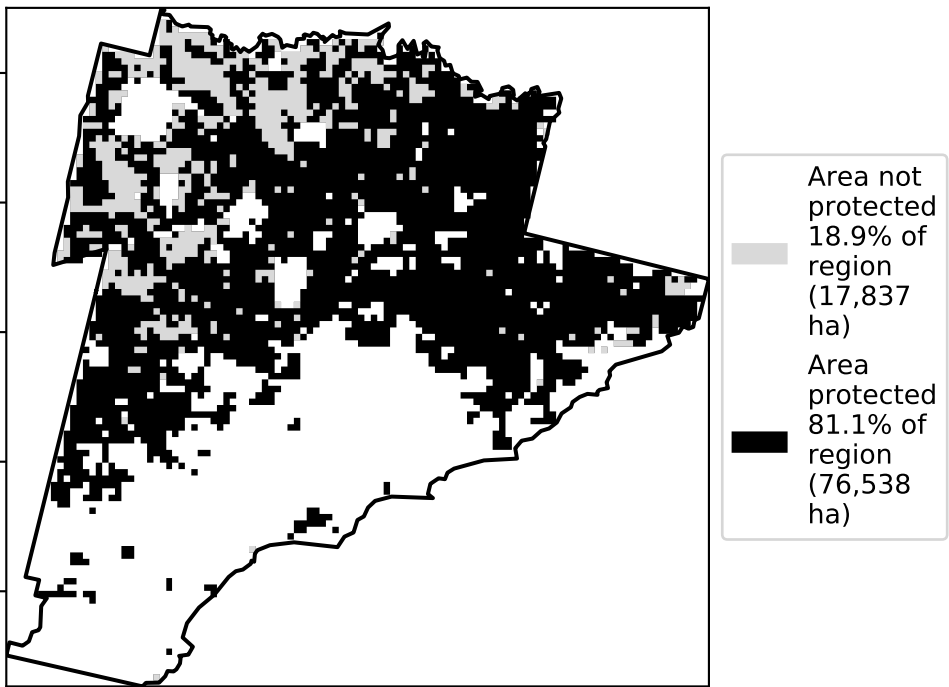 Area not
protected
18.9% of
region
(17,837
ha)
Area
protected
81.1% of
region
(76,538
ha)